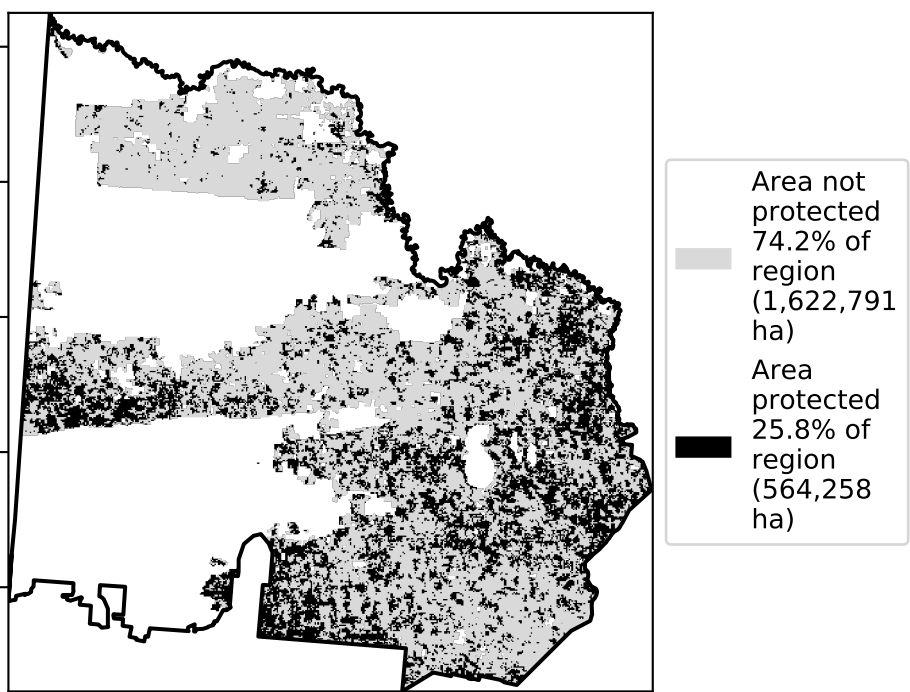 Area not
protected
74.2% of
region
(1,622,791
ha)
Area
protected
25.8% of
region
(564,258
ha)